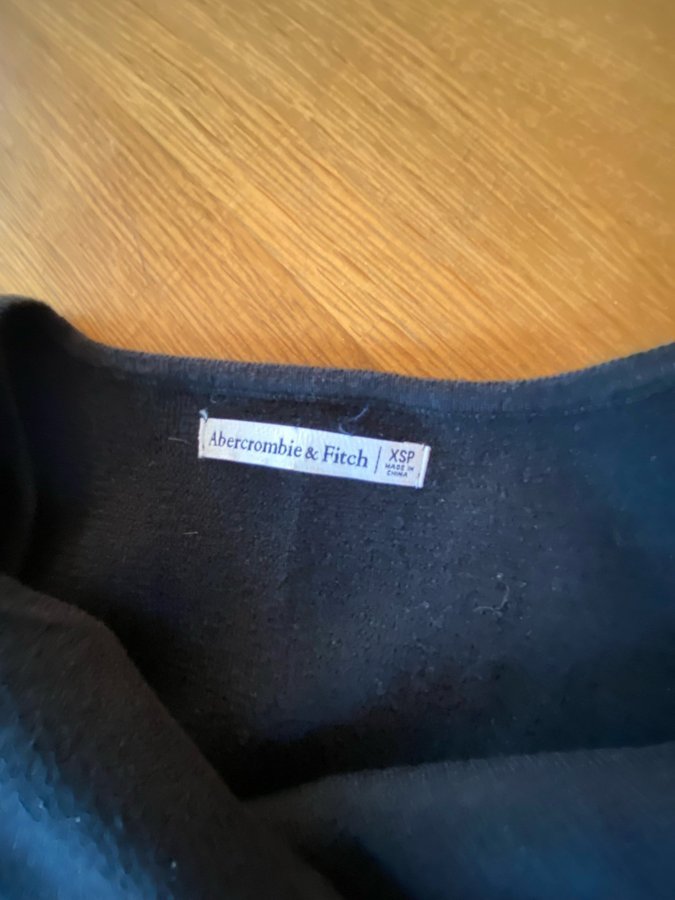 Abercrombie & Fitch | XSP
MADE IN
CHINA